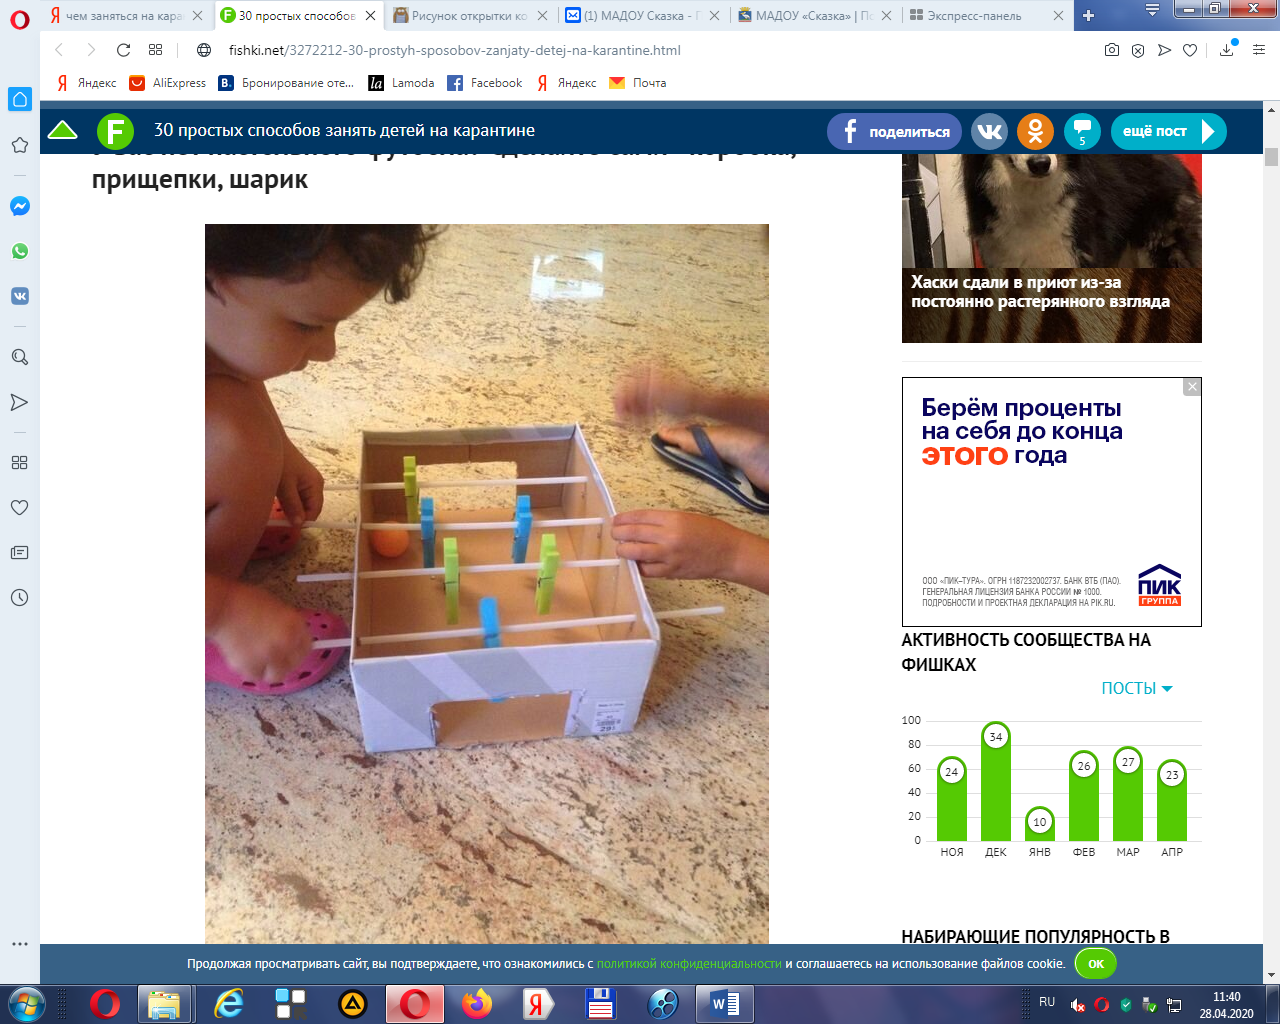 чем заняться на кара
30 простых способов
Рисунок открытки ко
(1) МАДОУ Сказка - П
МАДОУ «Сказка» | По
Экспресс-панель
fishki.net/3272212-30-prostyh-sposobov-zanjaty-detej-na-karantine.html
Яндекс
AliExpress
Бронирование оте...
Lamoda
Facebook
Яндекс
Почта
30 простых способов занять детей на карантине
поделиться
5
ещё пост
прищепки, шарик
Хаски сдали в приют из-за
постоянно растерянного взгляда
Берём проценты
на себя до конца
ЭТОГО года
ООО «ПИК–ТУРА». ОГРН 1187232002737. БАНК ВТБ (ПАО).
ГЕНЕРАЛЬНАЯ ЛИЦЕНЗИЯ БАНКА РОССИИ № 1000.
ПОДРОБНОСТИ И ПРОЕКТНАЯ ДЕКЛАРАЦИЯ НА PIK.RU.
ПИК
ГРУППА
АКТИВНОСТЬ СООБЩЕСТВА НА
ФИШКАХ
ПОСТЫ
100
80
60
40
20
0
24
34
10
26
27
23
НОЯ ДЕК ЯНВ ФЕВ МАР АПР
НАБИРАЮЩИЕ ПОПУЛЯРНОСТЬ В
Продолжая просматривать сайт, вы подтверждаете, что ознакомились с политикой конфиденциальности и соглашаетесь на использование файлов cookie.
ОК
RU
11:40
28.04.2020